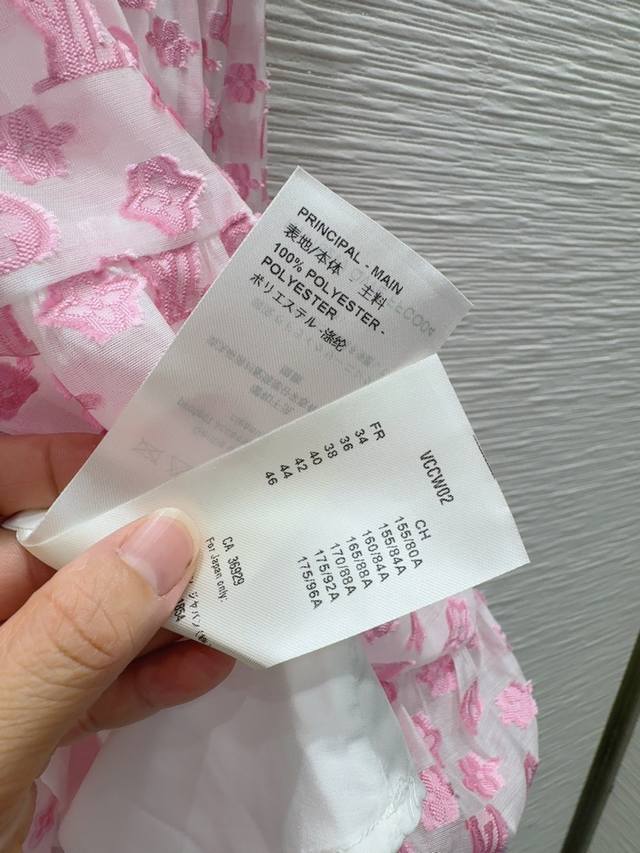 PRINCIPAL - MAIN
表地/本体 - 主料
100% POLYESTER -
POLYESTER
ポリエステル -涤纶
VCCW02
FR CH
34 155/80A
36 155/84A
38 160/84A
40 165/88A
42 170/88A
44 175/92A
46 175/96A
CA 36929
For Japan only: